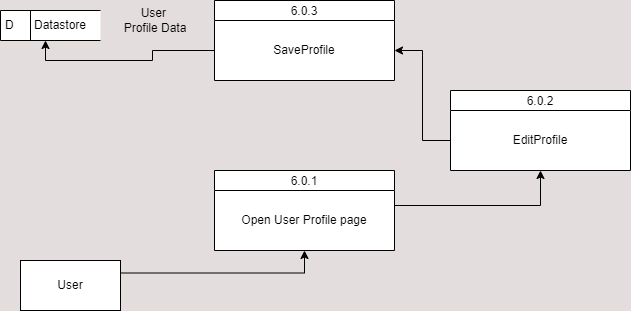 D
Datastore
User
Profile Data
6.0.3
SaveProfile
6.0.2
EditProfile
6.0.1
Open User Profile page
User